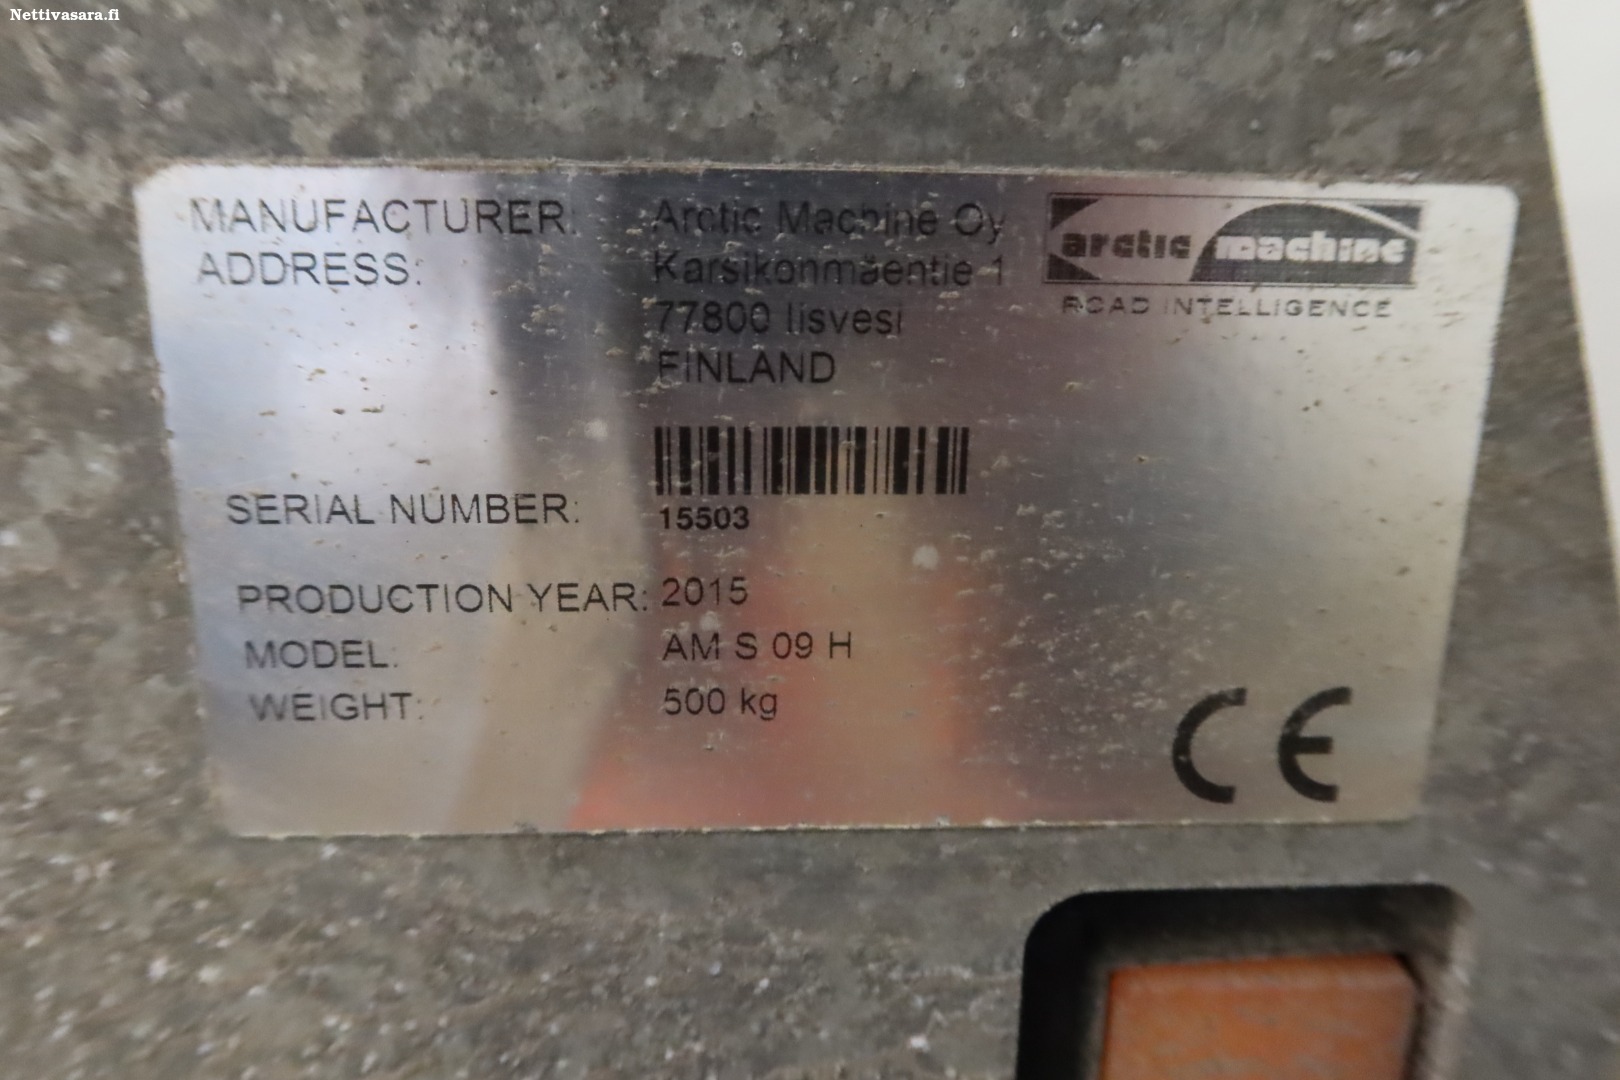 Nettivasara.fi
MANUFACTURER: Arctic Machine Oy
ADDRESS: Karsikonmäentie 1
77800 Iisvesi
FINLAND
arctic machine
ROAD INTELLIGENCE
SERIAL NUMBER: 15503
PRODUCTION YEAR: 2015
MODEL: AM S 09 H
WEIGHT: 500 kg
CE